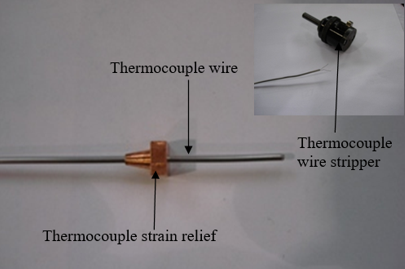 Thermocouple wire
Thermocouple
wire stripper
Thermocouple strain relief